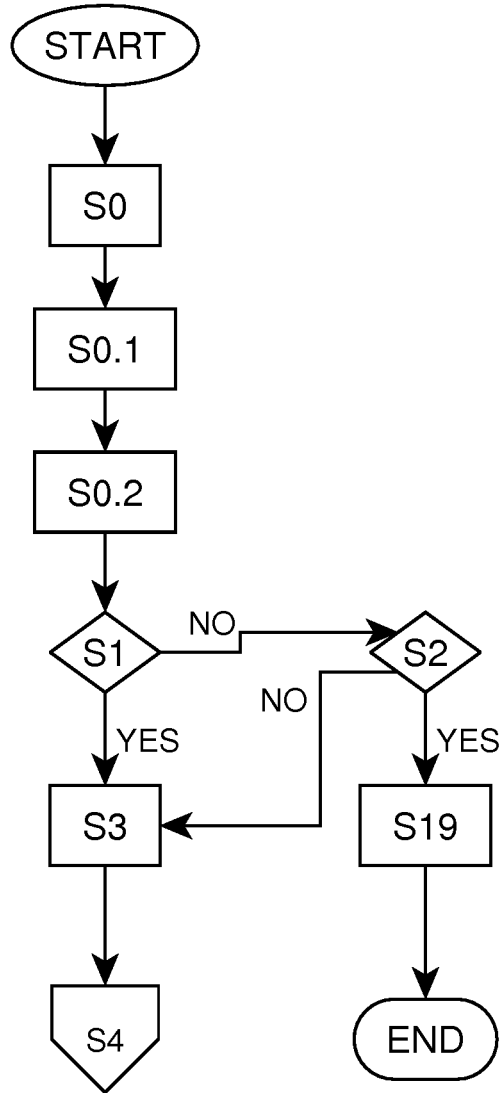 START
S0
S0.1
S0.2
NO
S1
S2
NO
YES
YES
S3
S19
S4
END